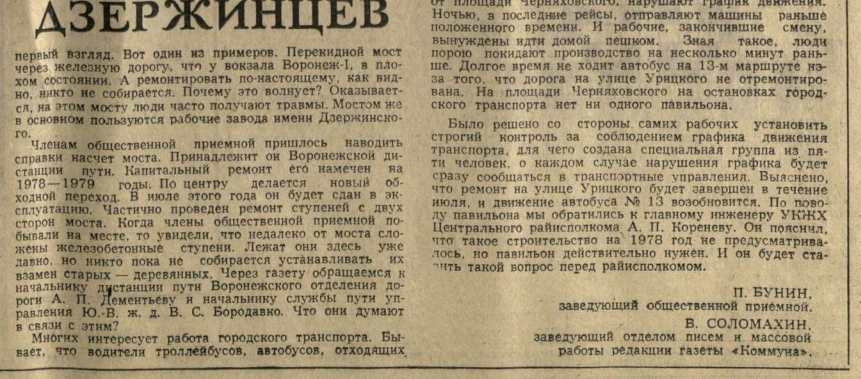 ДЗЕРЖИНЦЕВ
первый взгляд. Вот один из примеров. Перекидной мост
через железную дорогу, что у вокзала Воронеж-I, в пло-
хом состоянии. А ремонтировать по-настоящему, как вид-
но, никто не собирается. Почему это волнует? Оказывает-
ся, на этом мосту люди часто получают травмы. Мостом же
в основном пользуются рабочие завода имени Дзержинско-
го.
Членам общественной приемной пришлось наводить
справки насчет моста. Принадлежит он Воронежской ди-
станции пути. Капитальный ремонт его намечен на
1978—1979 годы. По центру делается новый об-
ходной переход. В июле этого года он будет сдан в эк-
сплуатацию. Частично проведен ремонт ступеней с двух
сторон моста. Когда члены общественной приемной по-
бывали на месте, то увидели, что недалеко от моста сло-
жены железобетонные ступени. Лежат они здесь уже
давно, но никто пока не собирается устанавливать их
взамен старых — деревянных. Через газету обращаемся к
начальнику дистанции пути Воронежского отделения до-
роги А. П. Дементьеву и начальнику службы пути уп-
равления Ю.-В. ж. д. В. С. Бородавко. Что они думают
в связи с этим?
Многих интересует работа городского транспорта. Бы-
вает, что водители троллейбусов, автобусов, отходящих
от площади Черняховского, нарушают график движения.
Ночью, в последние рейсы, отправляют машины раньше
положенного времени. И рабочие, закончившие смену,
вынуждены идти домой пешком. Зная такое, люди
порою покидают производство на несколько минут рань-
ше. Долгое время не ходит автобус на 13-м маршруте из-
за того, что дорога на улице Урицкого не отремонтиро-
вана. На площади Черняховского на остановках город-
ского транспорта нет ни одного павильона.
Было решено со стороны самих рабочих установить
строгий контроль за соблюдением графика движения
транспорта, для чего создана специальная группа из пя-
ти человек, о каждом случае нарушения графика будет
сразу сообщаться в транспортные управления. Выяснено,
что ремонт на улице Урицкого будет завершен в течение
июля, и движение автобуса № 13 возобновится. По пово-
ду павильона мы обратились к главному инженеру УКЖХ
Центрального райисполкома А. П. Кореневу. Он пояснил,
что такое строительство на 1978 год не предусматрива-
лось, но павильон действительно нужен. И он будет ста-
вить такой вопрос перед райисполкомом.
П. БУНИН,
заведующий общественной приемной.
В. СОЛОМАХИН,
заведующий отделом писем и массовой
работы редакции газеты «Коммуна».